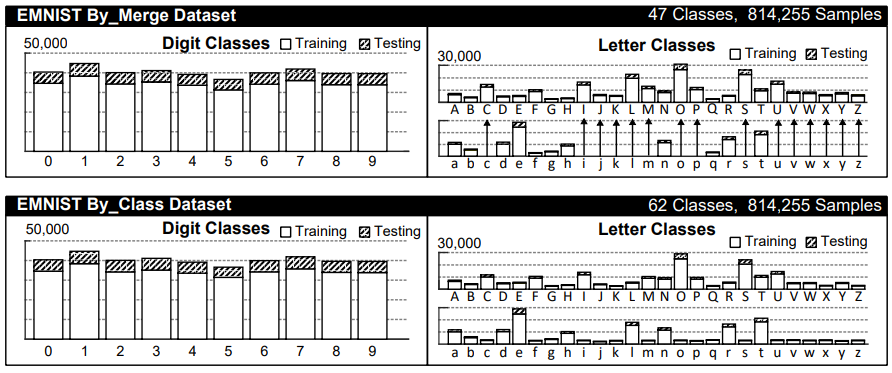 EMNIST By_Merge Dataset 47 Classes, 814,255 Samples
50,000 Digit Classes Training Testing
0 1 2 3 4 5 6 7 8 9
Letter Classes Training Testing
30,000
A B C D E F G H I J K L M N O P Q R S T U V W X Y Z
a b c d e f g h i j k l m n o p q r s t u v w x y z
EMNIST By_Class Dataset 62 Classes, 814,255 Samples
50,000 Digit Classes Training Testing
0 1 2 3 4 5 6 7 8 9
Letter Classes Training Testing
30,000
A B C D E F G H I J K L M N O P Q R S T U V W X Y Z
a b c d e f g h i j k l m n o p q r s t u v w x y z